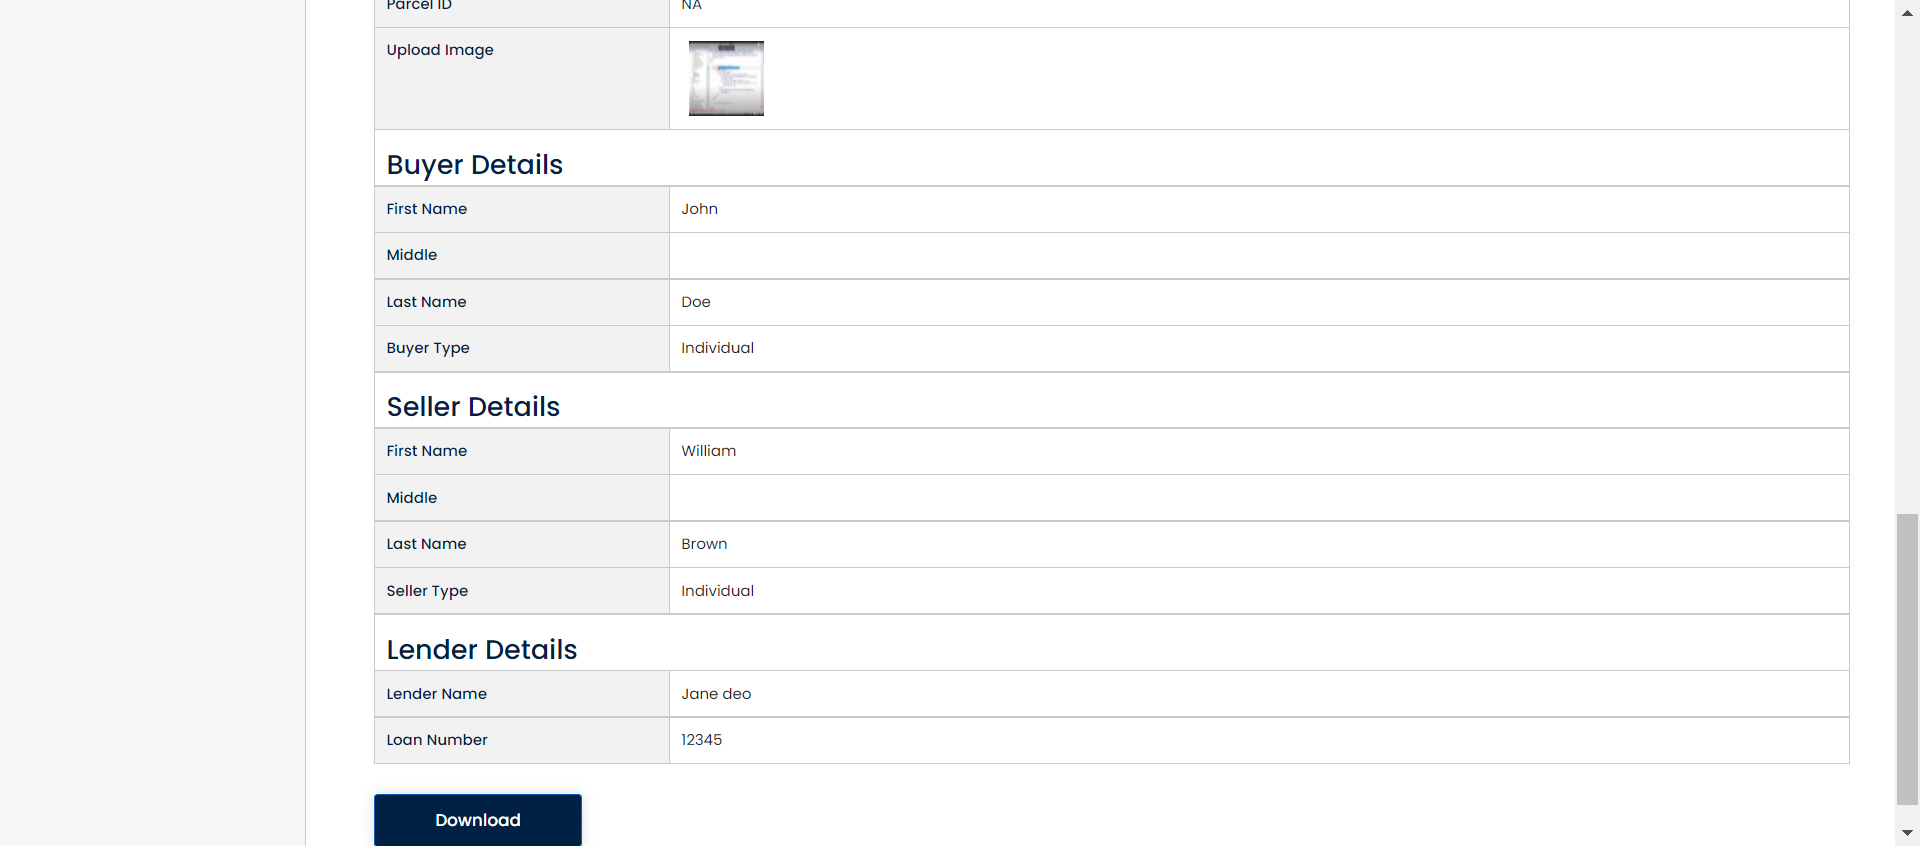 Parcel ID NA
Upload Image
Buyer Details
First Name John
Middle
Last Name Doe
Buyer Type Individual
Seller Details
First Name William
Middle
Last Name Brown
Seller Type Individual
Lender Details
Lender Name Jane deo
Loan Number 12345
Download